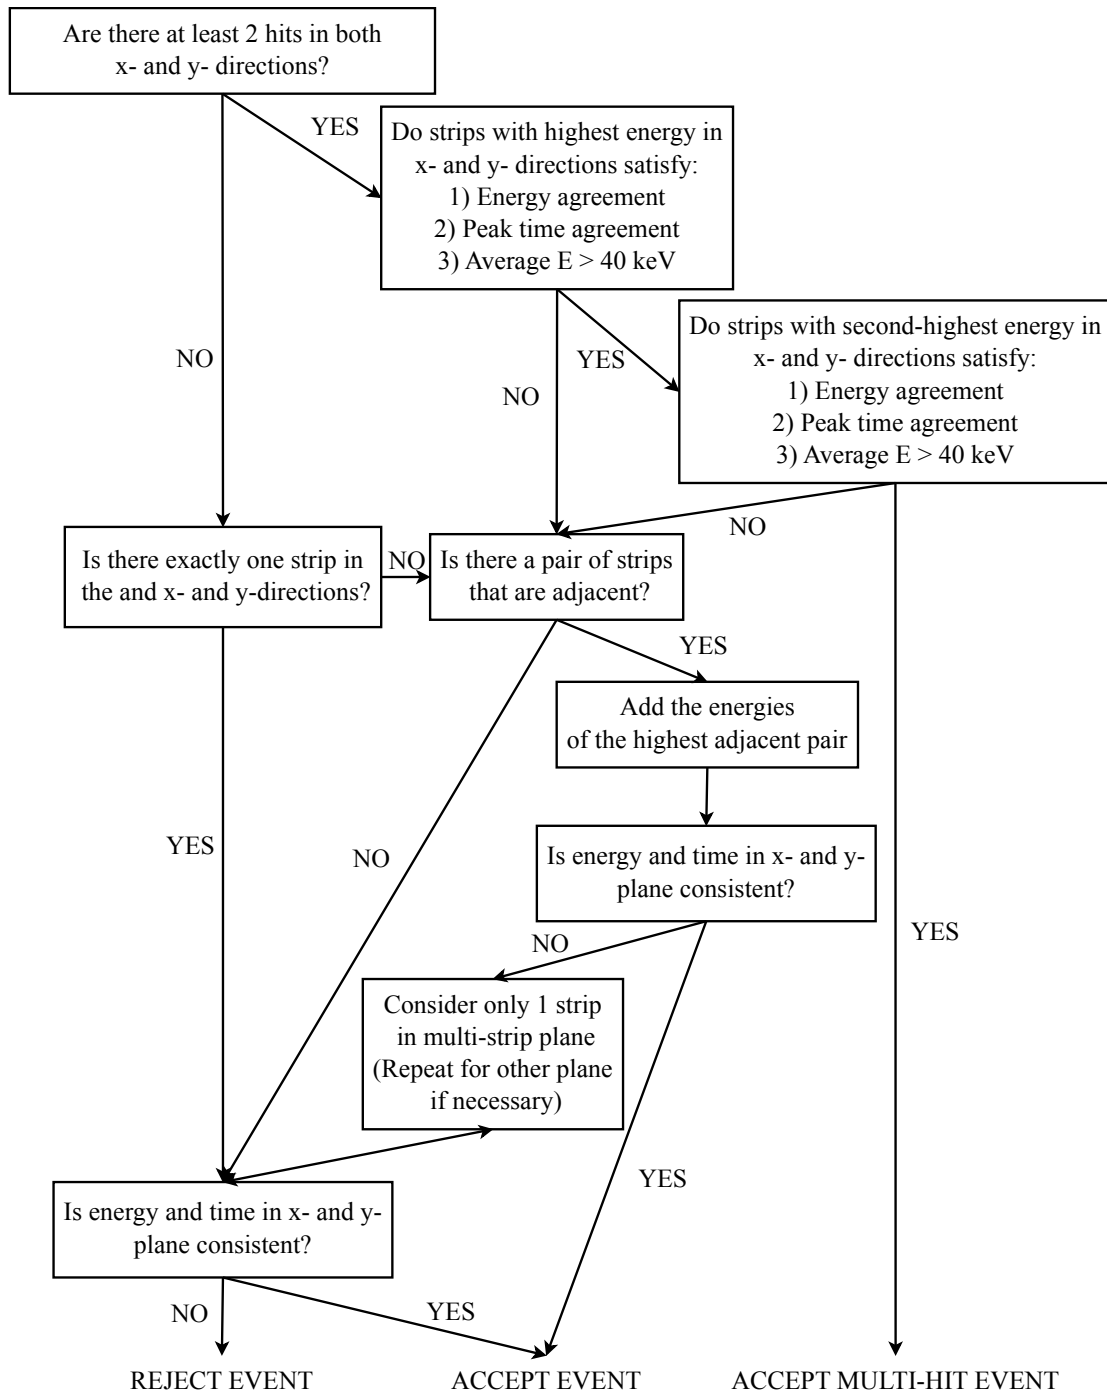 Are there at least 2 hits in both
x- and y- directions?
YES
Do strips with highest energy in
x- and y- directions satisfy:
1) Energy agreement
2) Peak time agreement
3) Average E > 40 keV
NO
YES
NO
Do strips with second-highest energy in
x- and y- directions satisfy:
1) Energy agreement
2) Peak time agreement
3) Average E > 40 keV
NO
Is there exactly one strip in
the and x- and y-directions?
NO
Is there a pair of strips
that are adjacent?
YES
Add the energies
of the highest adjacent pair
YES
NO
Is energy and time in x- and y-
plane consistent?
NO
YES
Consider only 1 strip
in multi-strip plane
(Repeat for other plane
if necessary)
YES
Is energy and time in x- and y-
plane consistent?
NO
YES
REJECT EVENT
ACCEPT EVENT
ACCEPT MULTI-HIT EVENT